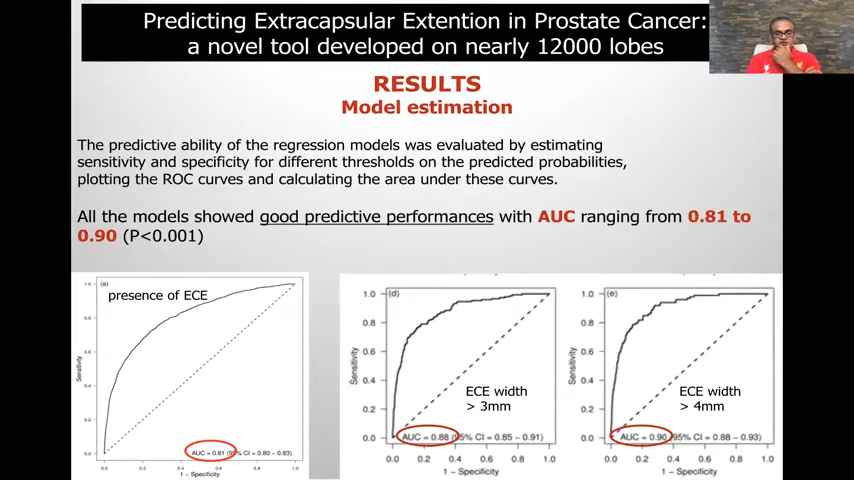 Predicting Extracapsular Extention in Prostate Cancer:
a novel tool developed on nearly 12000 lobes
RESULTS
Model estimation
The predictive ability of the regression models was evaluated by estimating
sensitivity and specificity for different thresholds on the predicted probabilities,
plotting the ROC curves and calculating the area under these curves.
All the models showed good predictive performances with AUC ranging from 0.81 to
0.90 (P<0.001)
(a)
presence of ECE
1.0
0.8
0.6
0.4
0.2
0.0
Sensitivity
AUC = 0.81 (95% CI = 0.80 – 0.83)
0.0 0.2 0.4 0.6 0.8 1.0
1 – Specificity
(d)
1.0
0.8
0.6
0.4
0.2
0.0
Sensitivity
ECE width
> 3mm
AUC = 0.88 (95% CI = 0.85 – 0.91)
0.0 0.2 0.4 0.6 0.8 1.0
1 – Specificity
(e)
1.0
0.8
0.6
0.4
0.2
0.0
Sensitivity
ECE width
> 4mm
AUC = 0.90 (95% CI = 0.88 – 0.93)
0.0 0.2 0.4 0.6 0.8 1.0
1 – Specificity